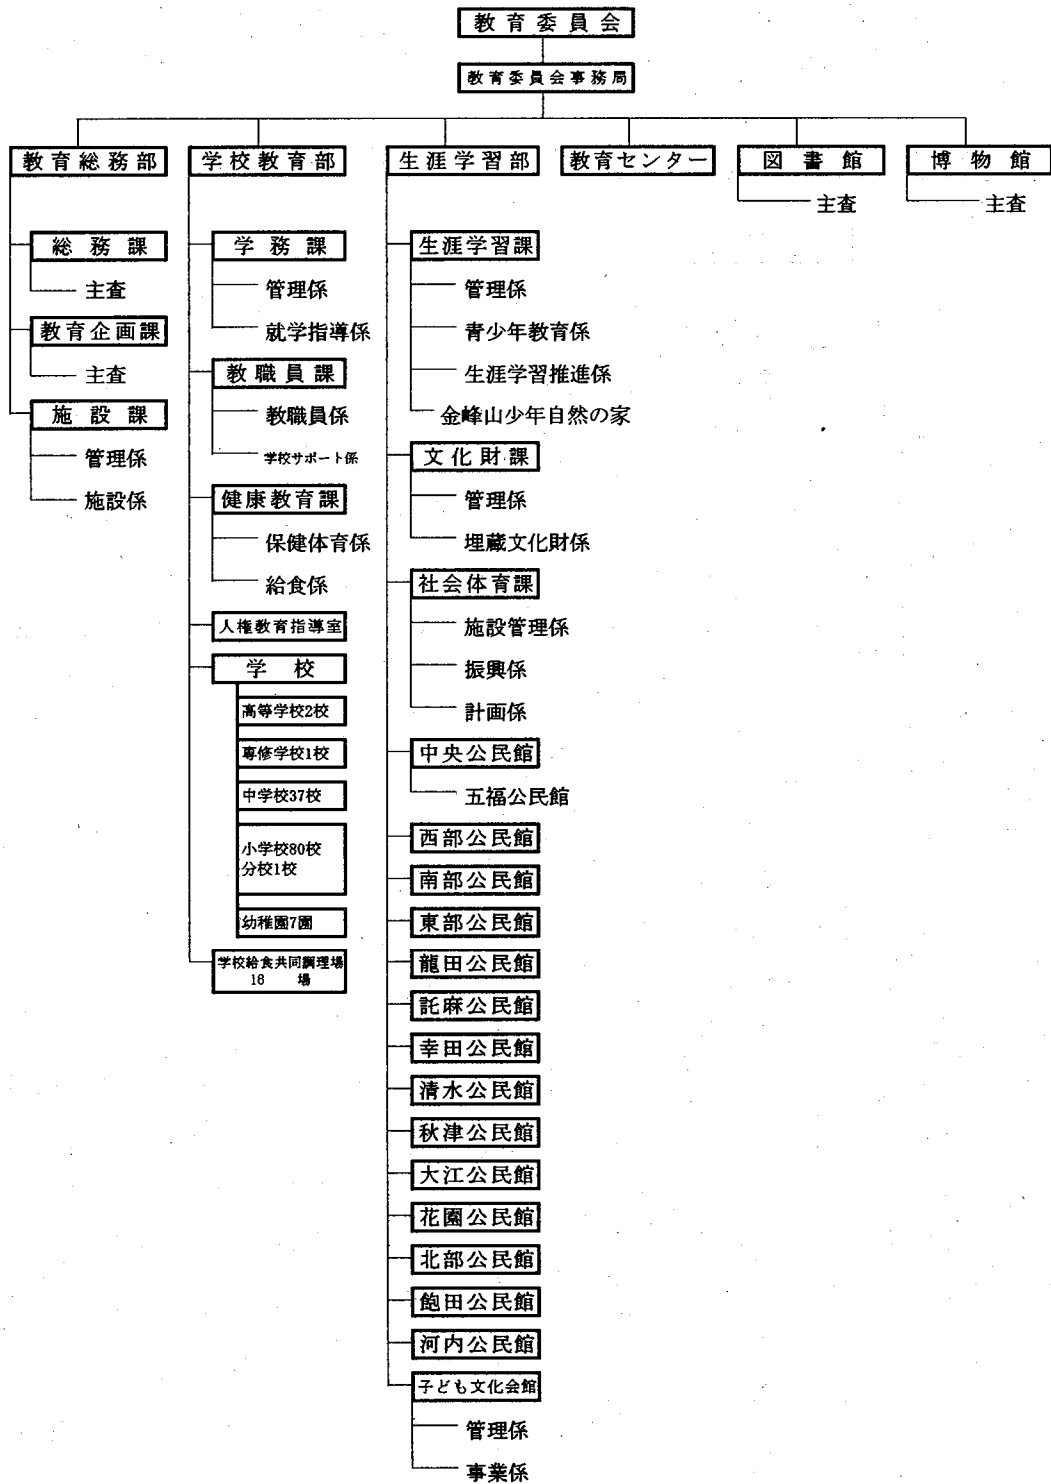 教育委員会
教育委員会事務局
教育総務部
総務課
主査
教育企画課
主査
施設課
管理係
施設係
学校教育部
学務課
管理係
就学指導係
教職員課
教職員係
学校サポート係
健康教育課
保健体育係
給食係
人権教育指導室
学校
高等学校2校
専修学校1校
中学校37校
小学校80校
分校1校
幼稚園7園
学校給食共同調理場
16 場
生涯学習部
生涯学習課
管理係
青少年教育係
生涯学習推進係
金峰山少年自然の家
文化財課
管理係
埋蔵文化財係
社会体育課
施設管理係
振興係
計画係
中央公民館
五福公民館
西部公民館
南部公民館
東部公民館
龍田公民館
託麻公民館
幸田公民館
清水公民館
秋津公民館
大江公民館
花園公民館
北部公民館
飽田公民館
河内公民館
子ども文化会館
管理係
事業係
教育センター
図書館
主査
博物館
主査